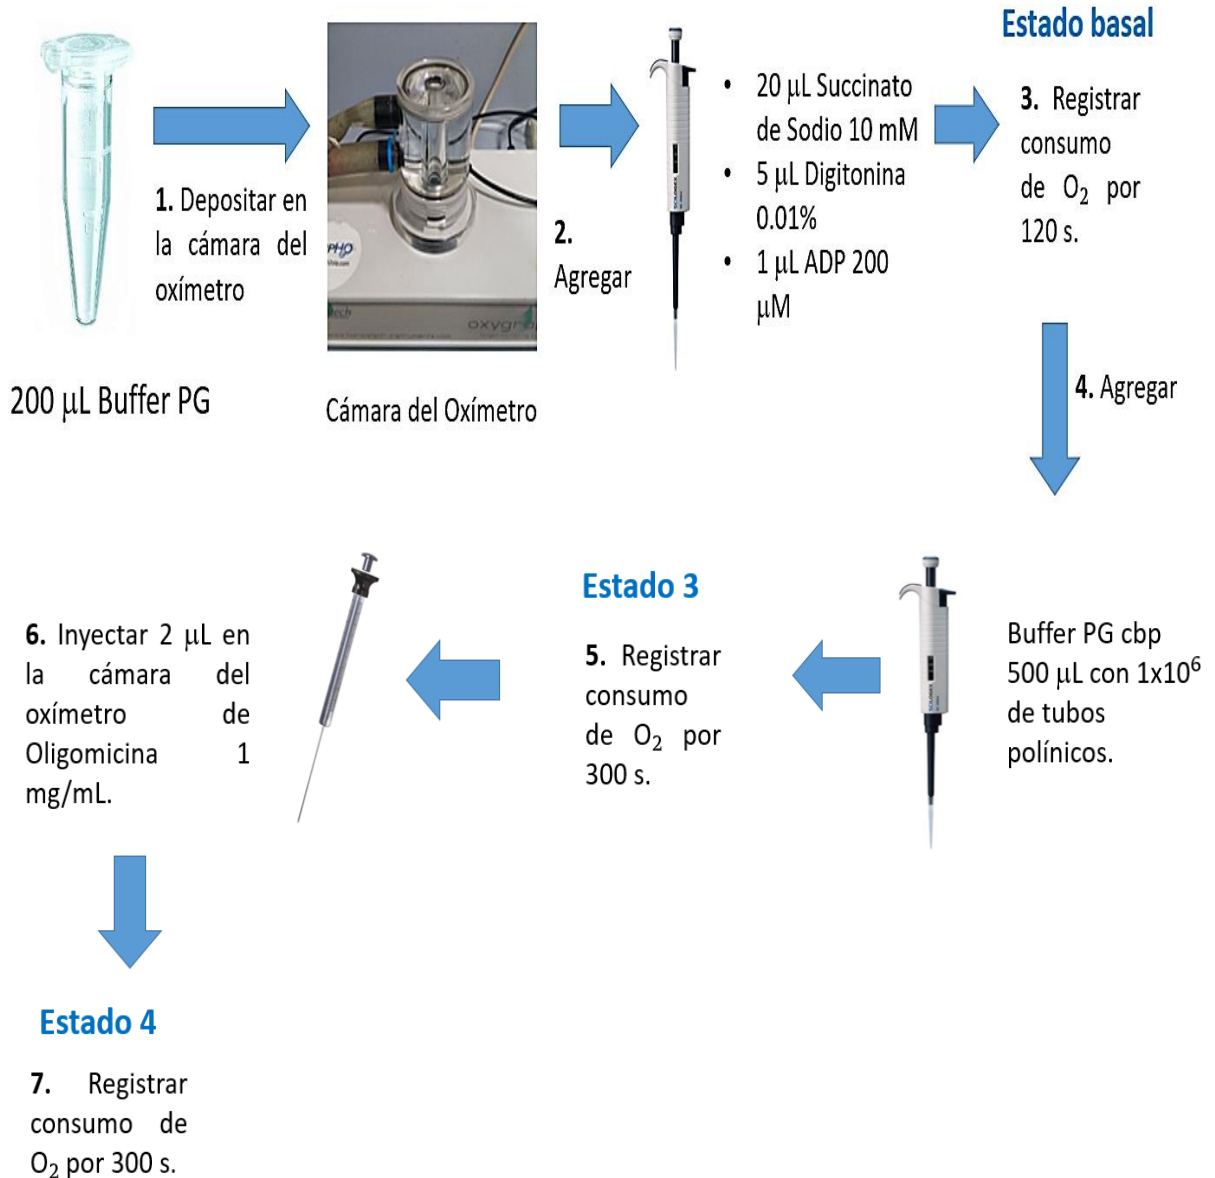 Estado basal
• 20 μL Succinato
de Sodio 10 mM
• 5 μL Digitonina
0.01%
• 1 μL ADP 200
μM
3. Registrar
consumo
de O₂ por
120 s.
1. Depositar en
la cámara del
oxímetro
2.
Agregar
oxygra
200 μL Buffer PG
Cámara del Oxímetro
4. Agregar
Estado 3
5. Registrar
consumo
de O₂ por
300 s.
Buffer PG cbp
500 μL con 1x10⁶
de tubos
polínicos.
6. Inyectar 2 μL en
la cámara del
oxímetro de
Oligomicina 1
mg/mL.
Estado 4
7. Registrar
consumo de
O₂ por 300 s.